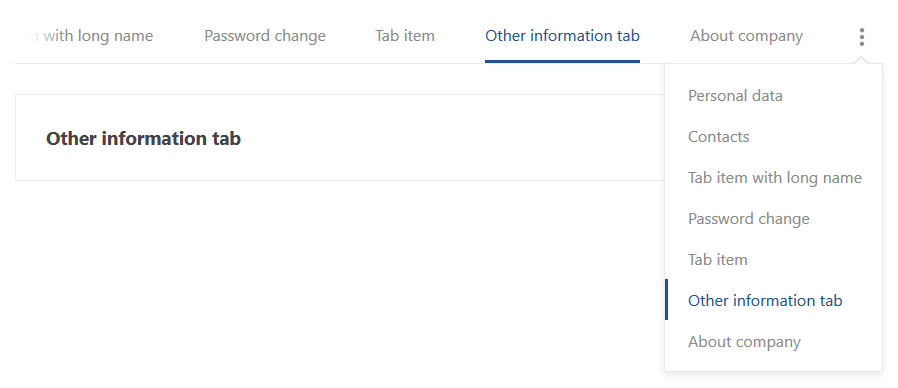 with long name Password change Tab item Other information tab About company
Other information tab
Personal data
Contacts
Tab item with long name
Password change
Tab item
Other information tab
About company